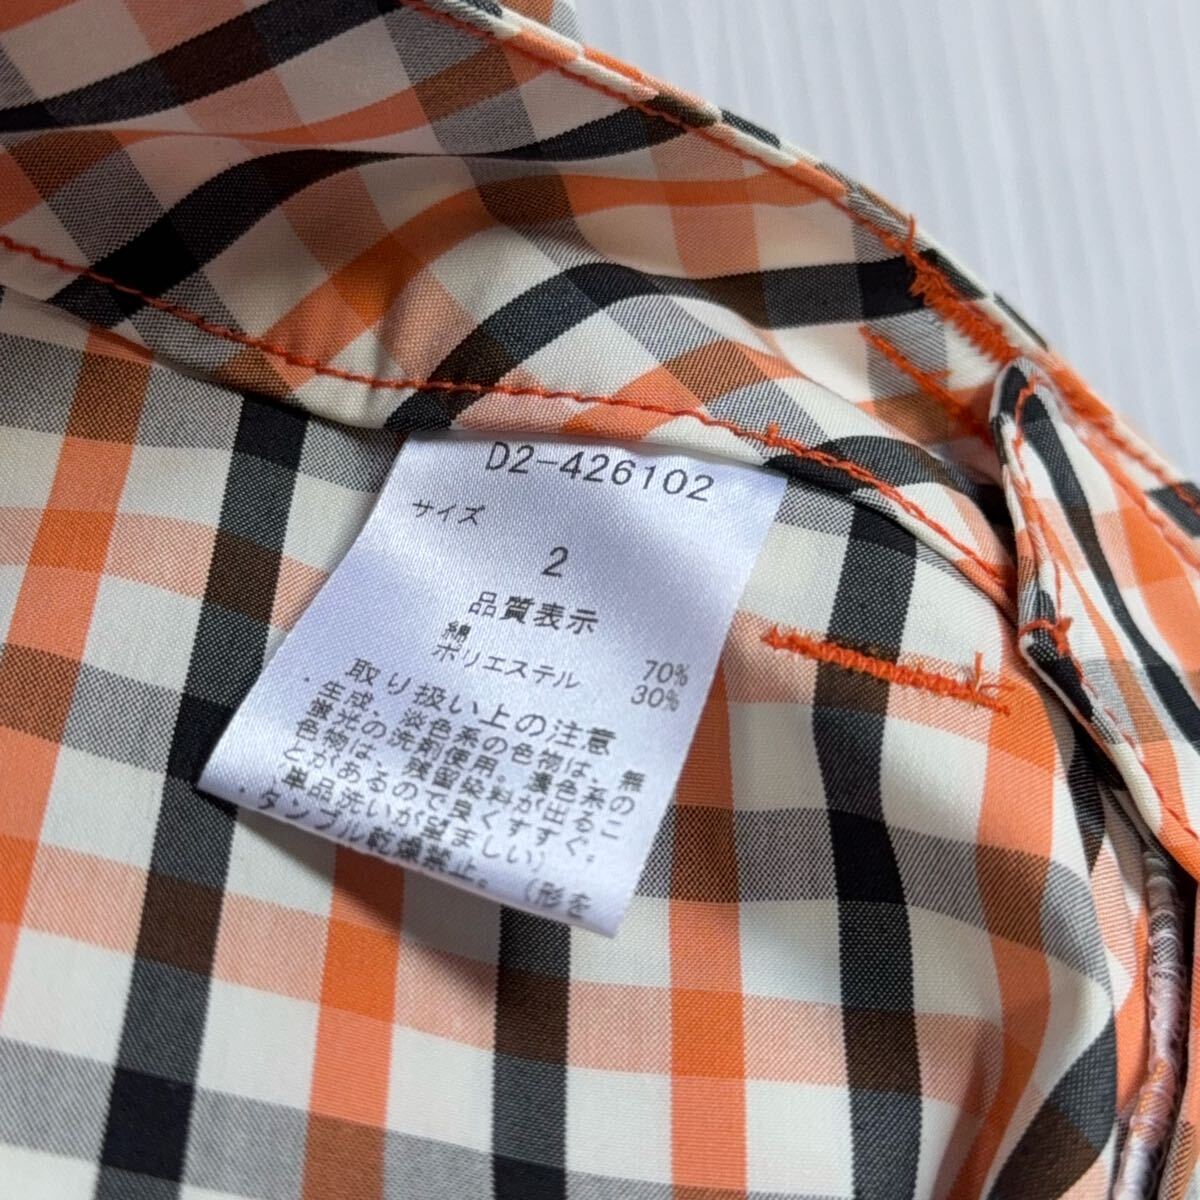 D2-426102
サイズ
2
品質表示
綿 70%
ポリエステル 30%
取り扱い上の注意
・生成、淡色系の色物は、無
蛍光の洗剤使用。濃色系の
色物は、残留染料が出るこ
とがあるので良くすすぐ。
(単品洗いが望ましい)
・タンブル乾燥禁止。(形を